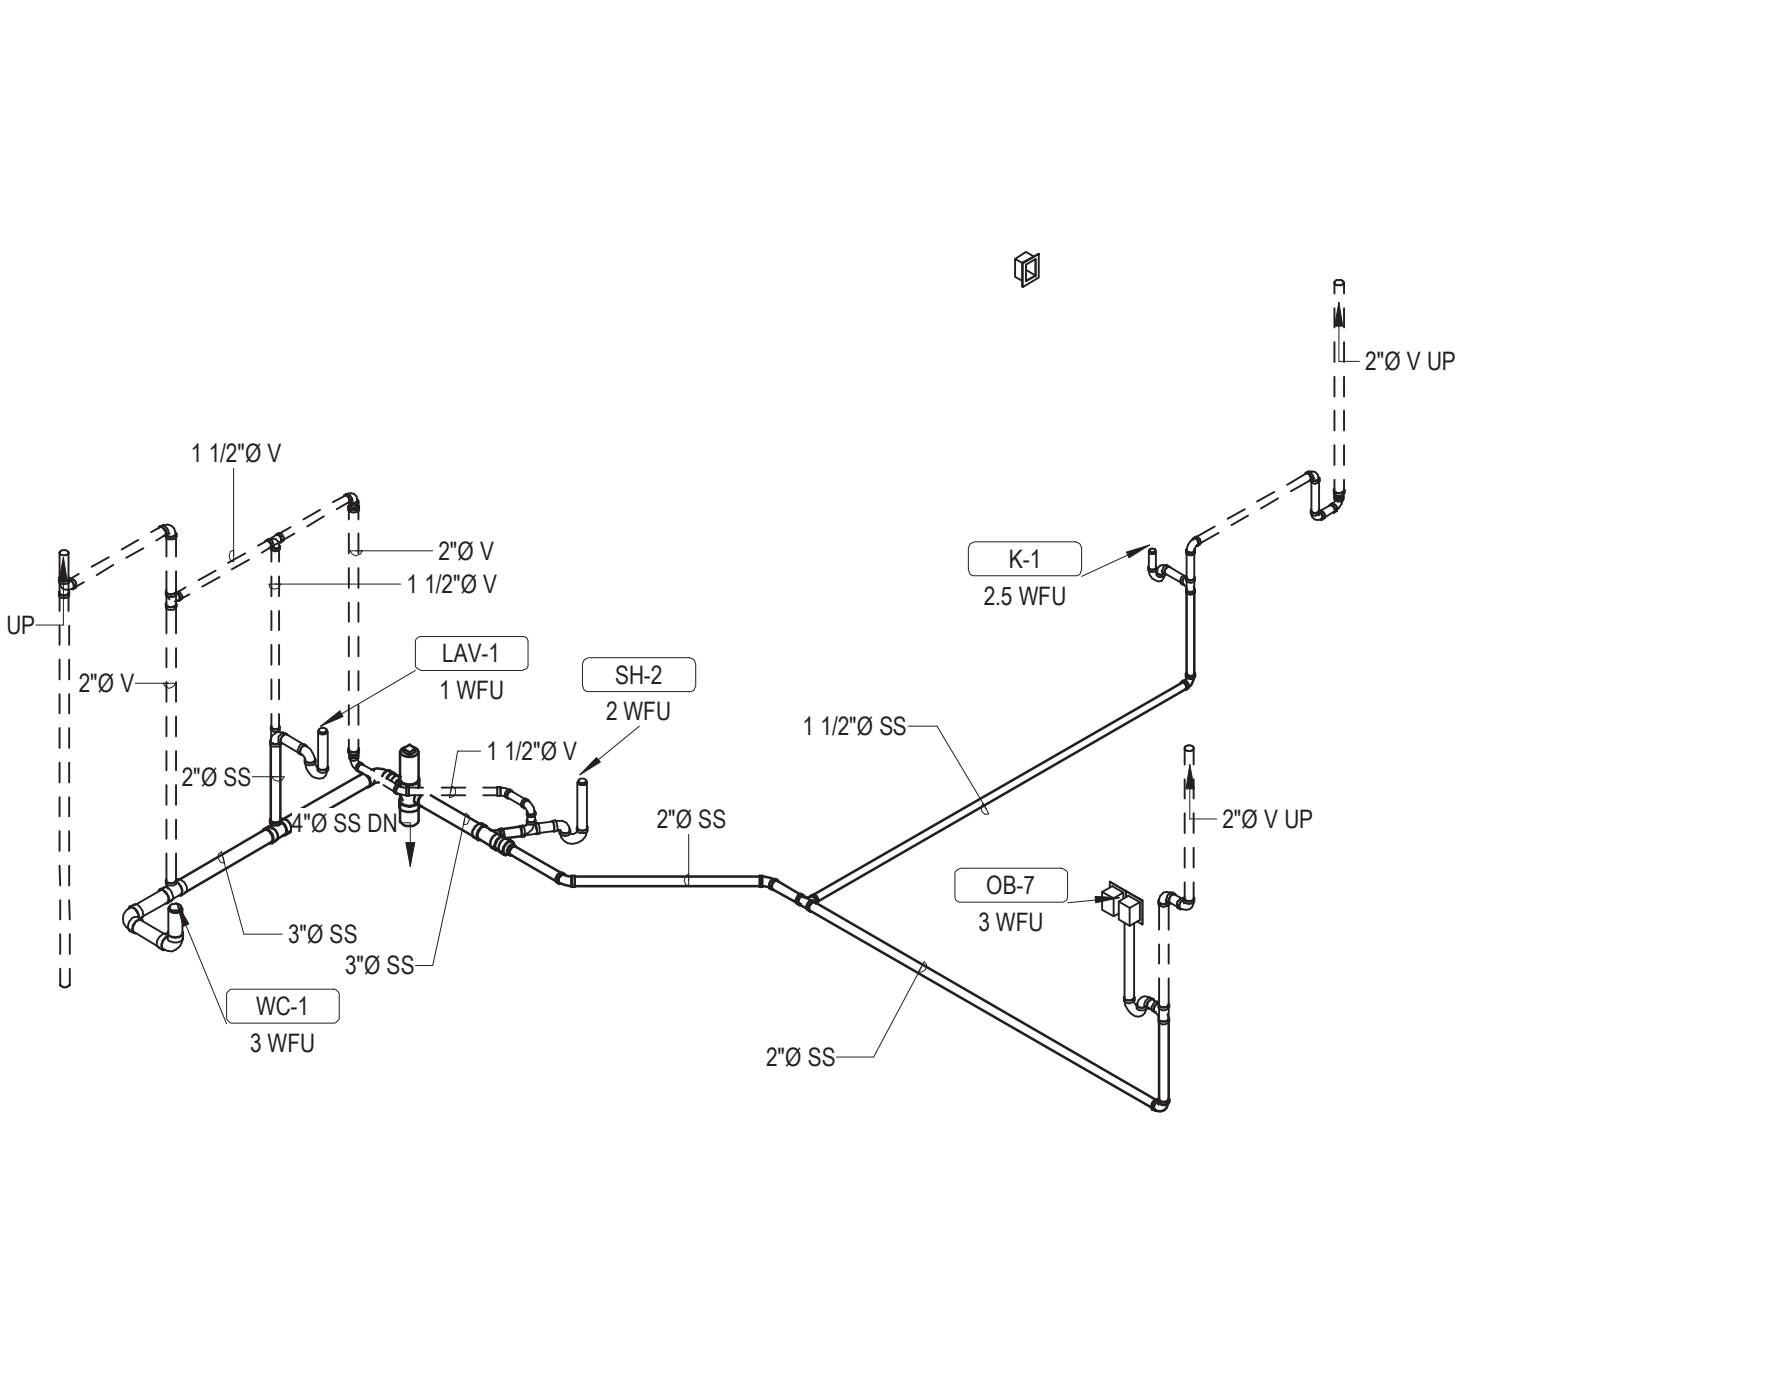 2"Ø V UP
1 1/2"Ø V
2"Ø V
1 1/2"Ø V
K-1
2.5 WFU
UP
LAV-1
1 WFU
SH-2
2 WFU
2"Ø V
1 1/2"Ø SS
1 1/2"Ø V
2"Ø SS
4"Ø SS DN
2"Ø SS
2"Ø V UP
OB-7
3 WFU
3"Ø SS
3"Ø SS
WC-1
3 WFU
2"Ø SS